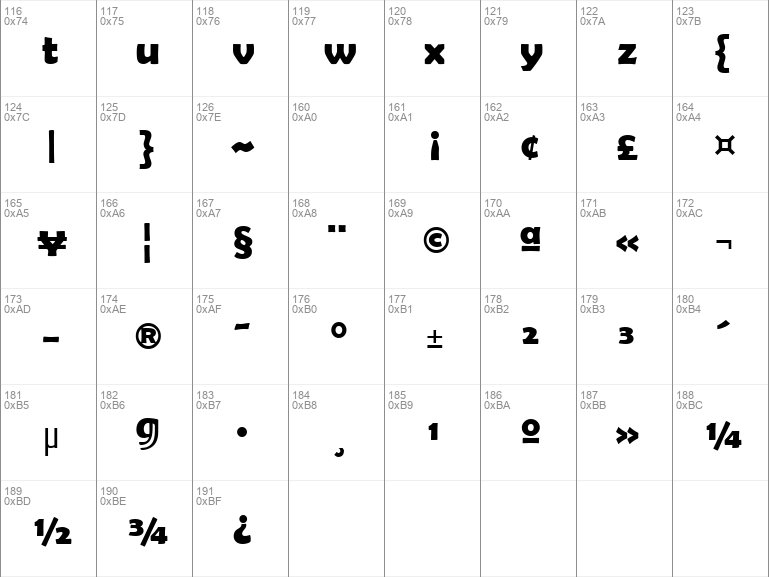 116 117 118 119 120 121 122 123
0x74 0x75 0x76 0x77 0x78 0x79 0x7A 0x7B
t u v w x y z {
124 125 126 160 161 162 163 164
0x7C 0x7D 0x7E 0xA0 0xA1 0xA2 0xA3 0xA4
| } ~ ¡ ¢ £ ¤
165 166 167 168 169 170 171 172
0xA5 0xA6 0xA7 0xA8 0xA9 0xAA 0xAB 0xAC
¥ ¦ § ¨ © ª « ¬
173 174 175 176 177 178 179 180
0xAD 0xAE 0xAF 0xB0 0xB1 0xB2 0xB3 0xB4
- ® ¯ ° ± ² ³ ´
181 182 183 184 185 186 187 188
0xB5 0xB6 0xB7 0xB8 0xB9 0xBA 0xBB 0xBC
µ ¶ · ¸ ¹ º » ¼
189 190 191
0xBD 0xBE 0xBF
½ ¾ ¿